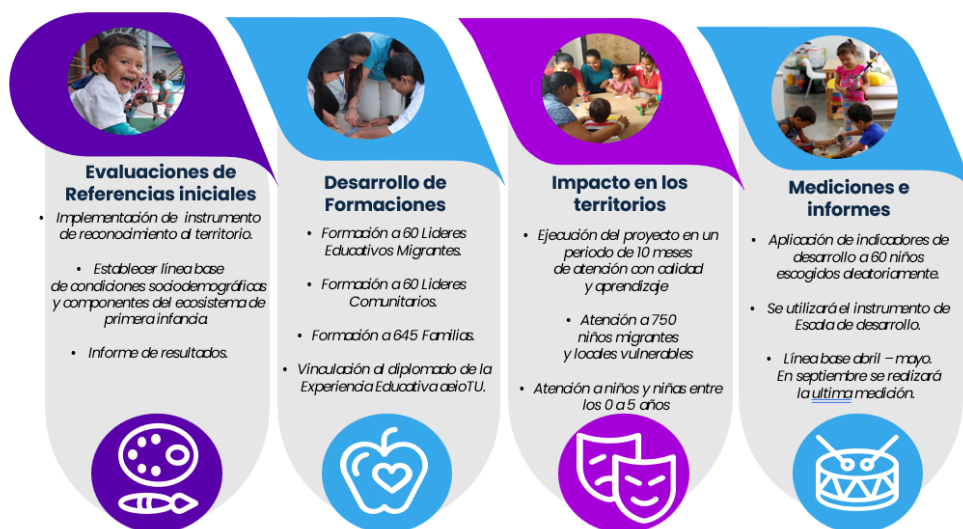 Evaluaciones de
Referencias iniciales
• Implementación de instrumento
de reconocimiento al territorio.
• Establecer línea base
de condiciones sociodemográficas
y componentes del ecosistema de
primera infancia.
• Informe de resultados.
Desarrollo de
Formaciones
• Formación a 60 Lideres
Educativos Migrantes.
• Formación a 60 Lideres
Comunitarios.
• Formación a 645 Familias.
• Vinculación al diplomado de la
Experiencia Educativa aeioTU.
Impacto en los
territorios
• Ejecución del proyecto en un
periodo de 10 meses
de atención con calidad
y aprendizaje
• Atención a 750
niños migrantes
y locales vulnerables
• Atención a niños y niñas entre
los 0 a 5 años
Mediciones e
informes
• Aplicación de indicadores de
desarrollo a 60 niños
escogidos aleatoriamente.
• Se utilizará el instrumento de
Escala de desarrollo.
• Línea base abril – mayo.
En septiembre se realizará
la ultima medición.